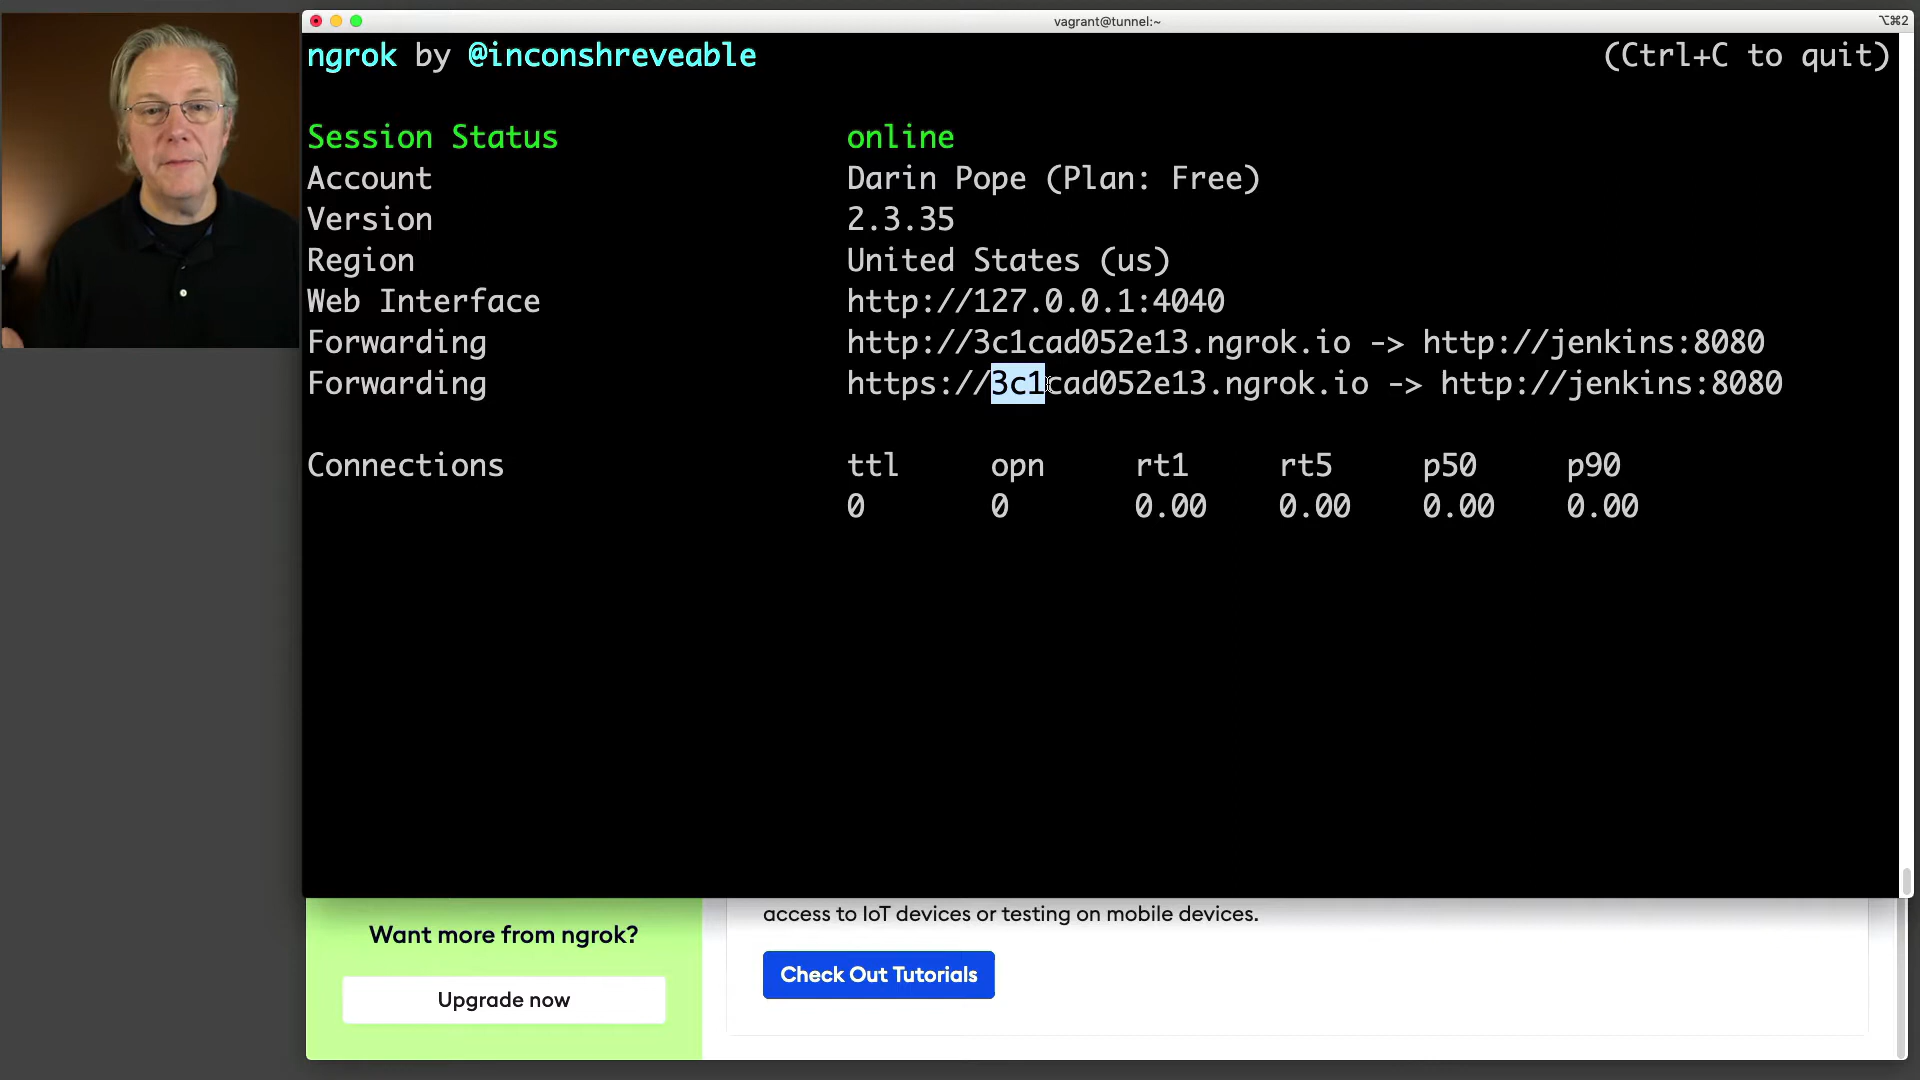 vagrant@tunnel:~
⌥⌘2
ngrok by @inconshreveable (Ctrl+C to quit)
Session Status online
Account Darin Pope (Plan: Free)
Version 2.3.35
Region United States (us)
Web Interface http://127.0.0.1:4040
Forwarding http://3c1cad052e13.ngrok.io -> http://jenkins:8080
Forwarding https://3c1cad052e13.ngrok.io -> http://jenkins:8080
Connections ttl opn rt1 rt5 p50 p90
0 0 0.00 0.00 0.00 0.00
access to IoT devices or testing on mobile devices.
Want more from ngrok?
Check Out Tutorials
Upgrade now